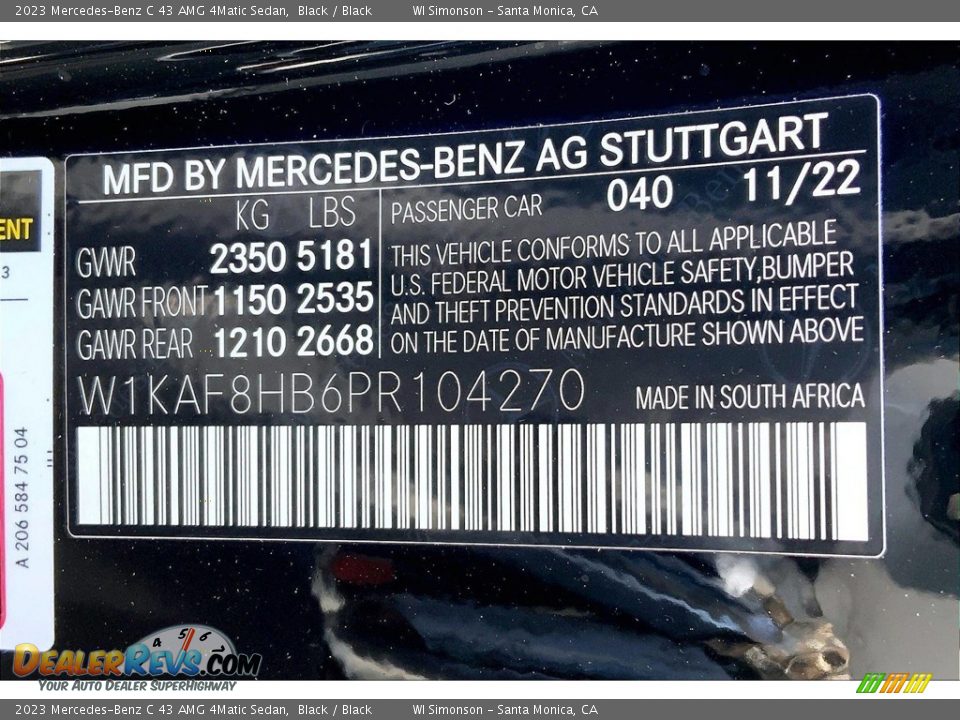 2023 Mercedes-Benz C 43 AMG 4Matic Sedan, Black / Black WI Simonson - Santa Monica, CA
MFD BY MERCEDES-BENZ AG STUTTGART
KG LBS
GVWR 2350 5181
GAWR FRONT 1150 2535
GAWR REAR 1210 2668
PASSENGER CAR 040 11/22
THIS VEHICLE CONFORMS TO ALL APPLICABLE
U.S. FEDERAL MOTOR VEHICLE SAFETY,BUMPER
AND THEFT PREVENTION STANDARDS IN EFFECT
ON THE DATE OF MANUFACTURE SHOWN ABOVE
W1KAF8HB6PR104270 MADE IN SOUTH AFRICA
ENT
3
A 206 584 75 04
4 5 6
DEALERREVS.COM
YOUR AUTO DEALER SUPERHIGHWAY
2023 Mercedes-Benz C 43 AMG 4Matic Sedan, Black / Black WI Simonson - Santa Monica, CA